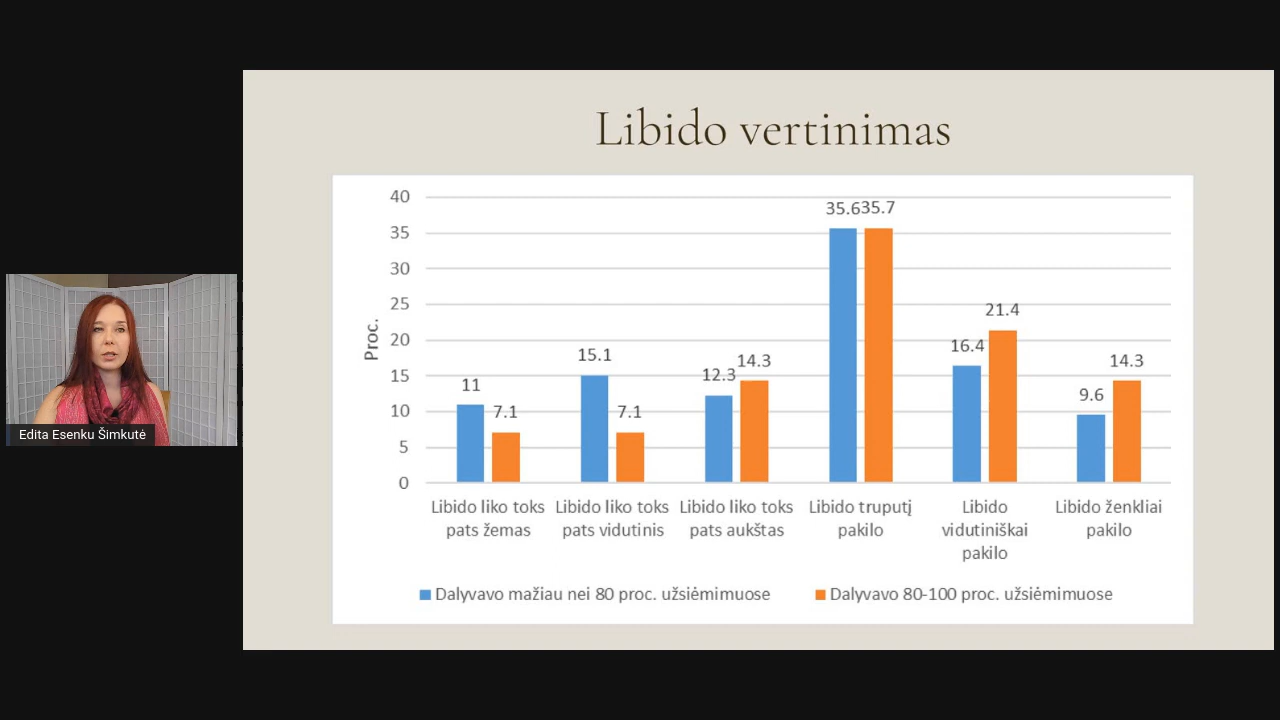 Libido vertinimas
40
35
30
25
20
15
10
5
0
Proc.
11
7.1
15.1
7.1
12.3
14.3
35.6
35.7
16.4
21.4
9.6
14.3
Libido liko toks
pats žemas
Libido liko toks
pats vidutinis
Libido liko toks
pats aukštas
Libido truputį
pakilo
Libido
vidutiniškai
pakilo
Libido ženkliai
pakilo
Dalyvavo mažiau nei 80 proc. užsiėmimuose
Dalyvavo 80-100 proc. užsiėmimuose
Edita Esenku Šimkutė